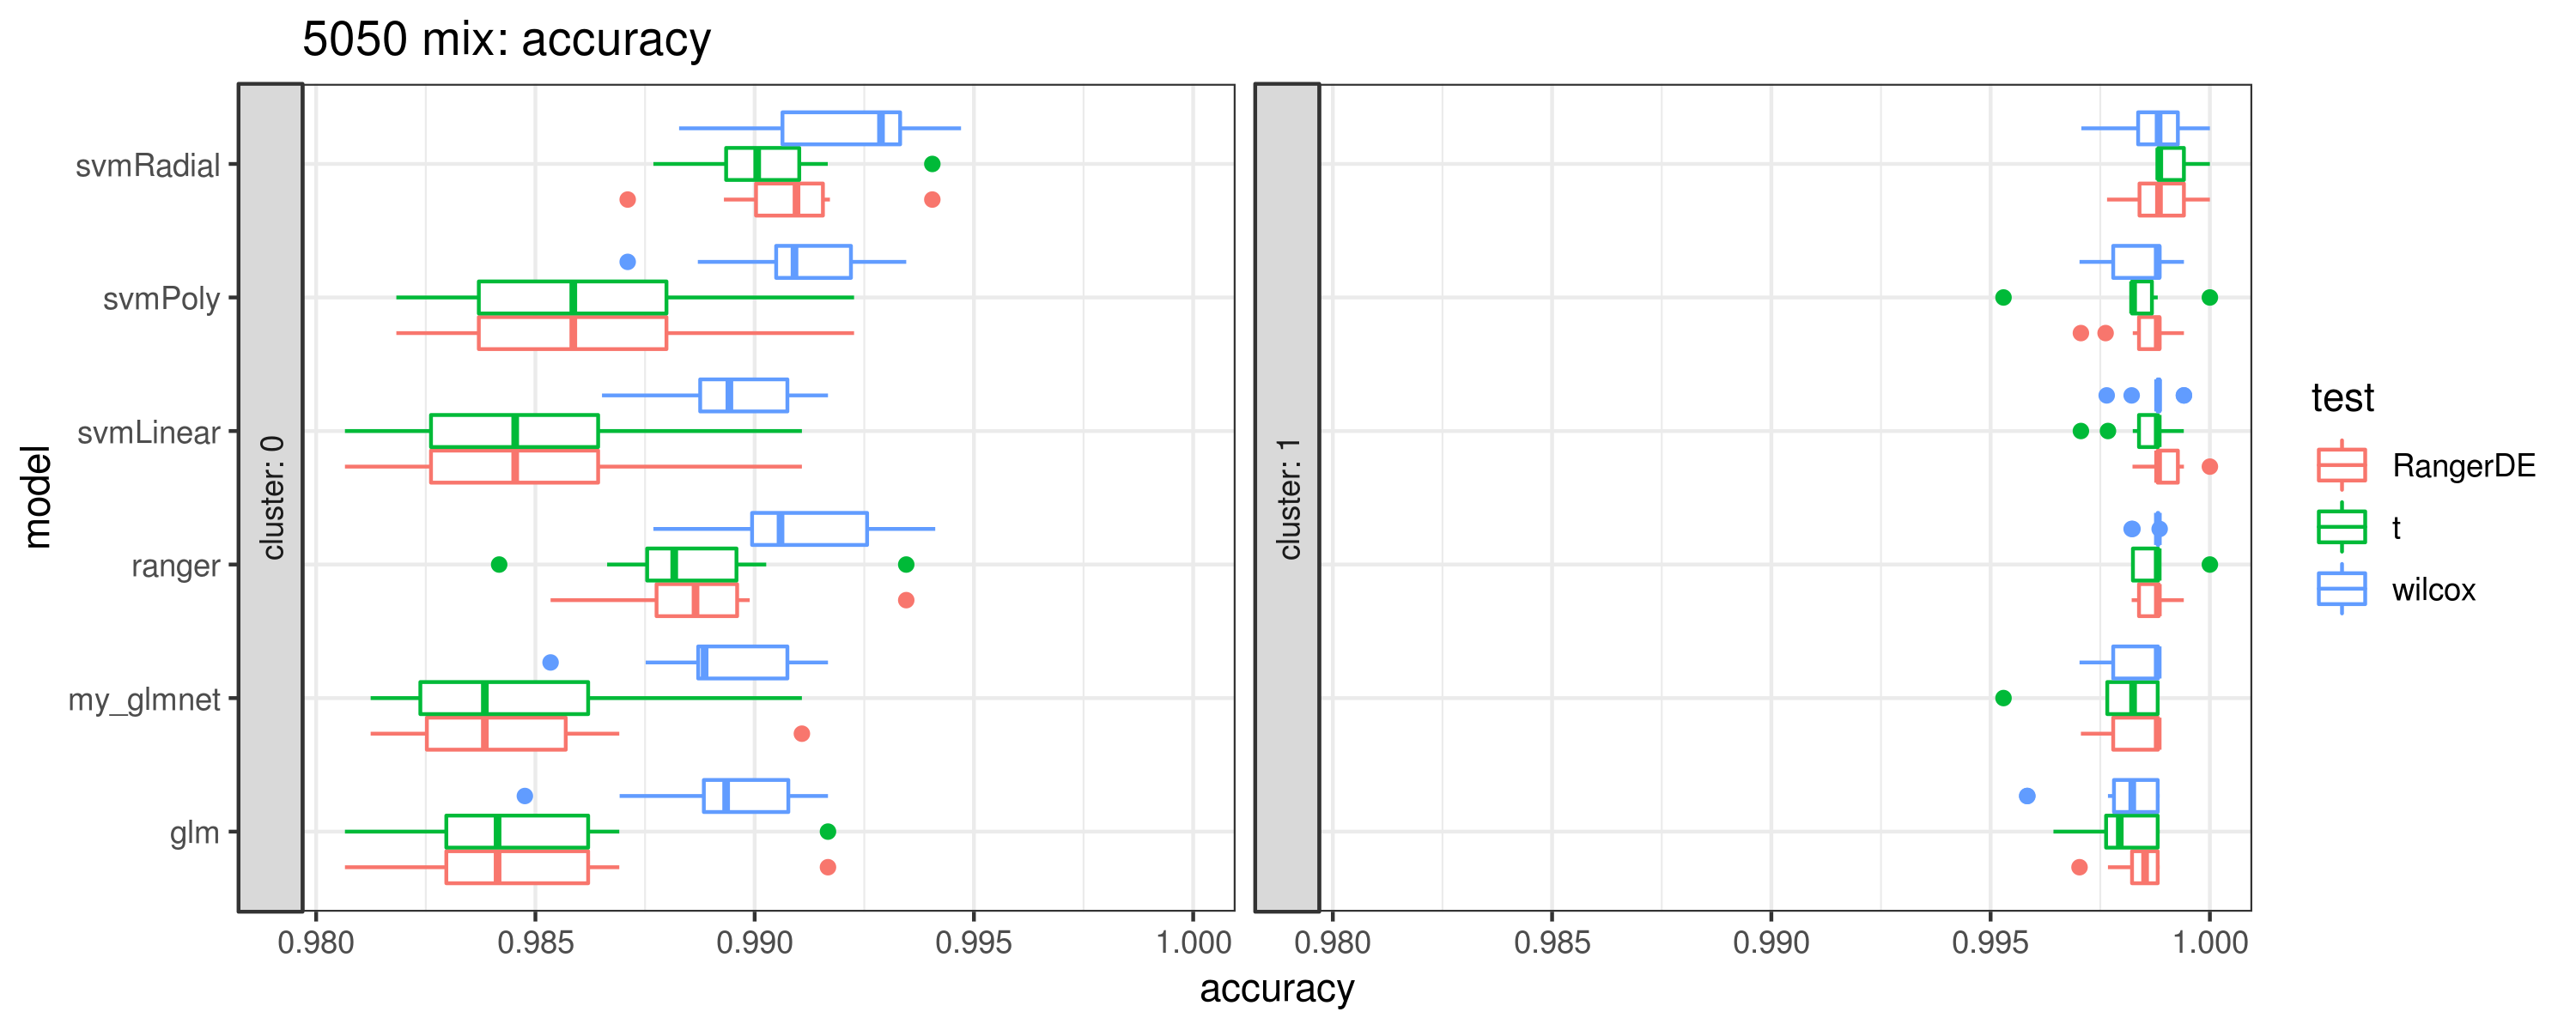 5050 mix: accuracy
model
svmRadial
svmPoly
svmLinear
ranger
my_glmnet
glm
cluster: 0
cluster: 1
0.980 0.985 0.990 0.995 1.000
0.980 0.985 0.990 0.995 1.000
accuracy
test
RangerDE
t
wilcox